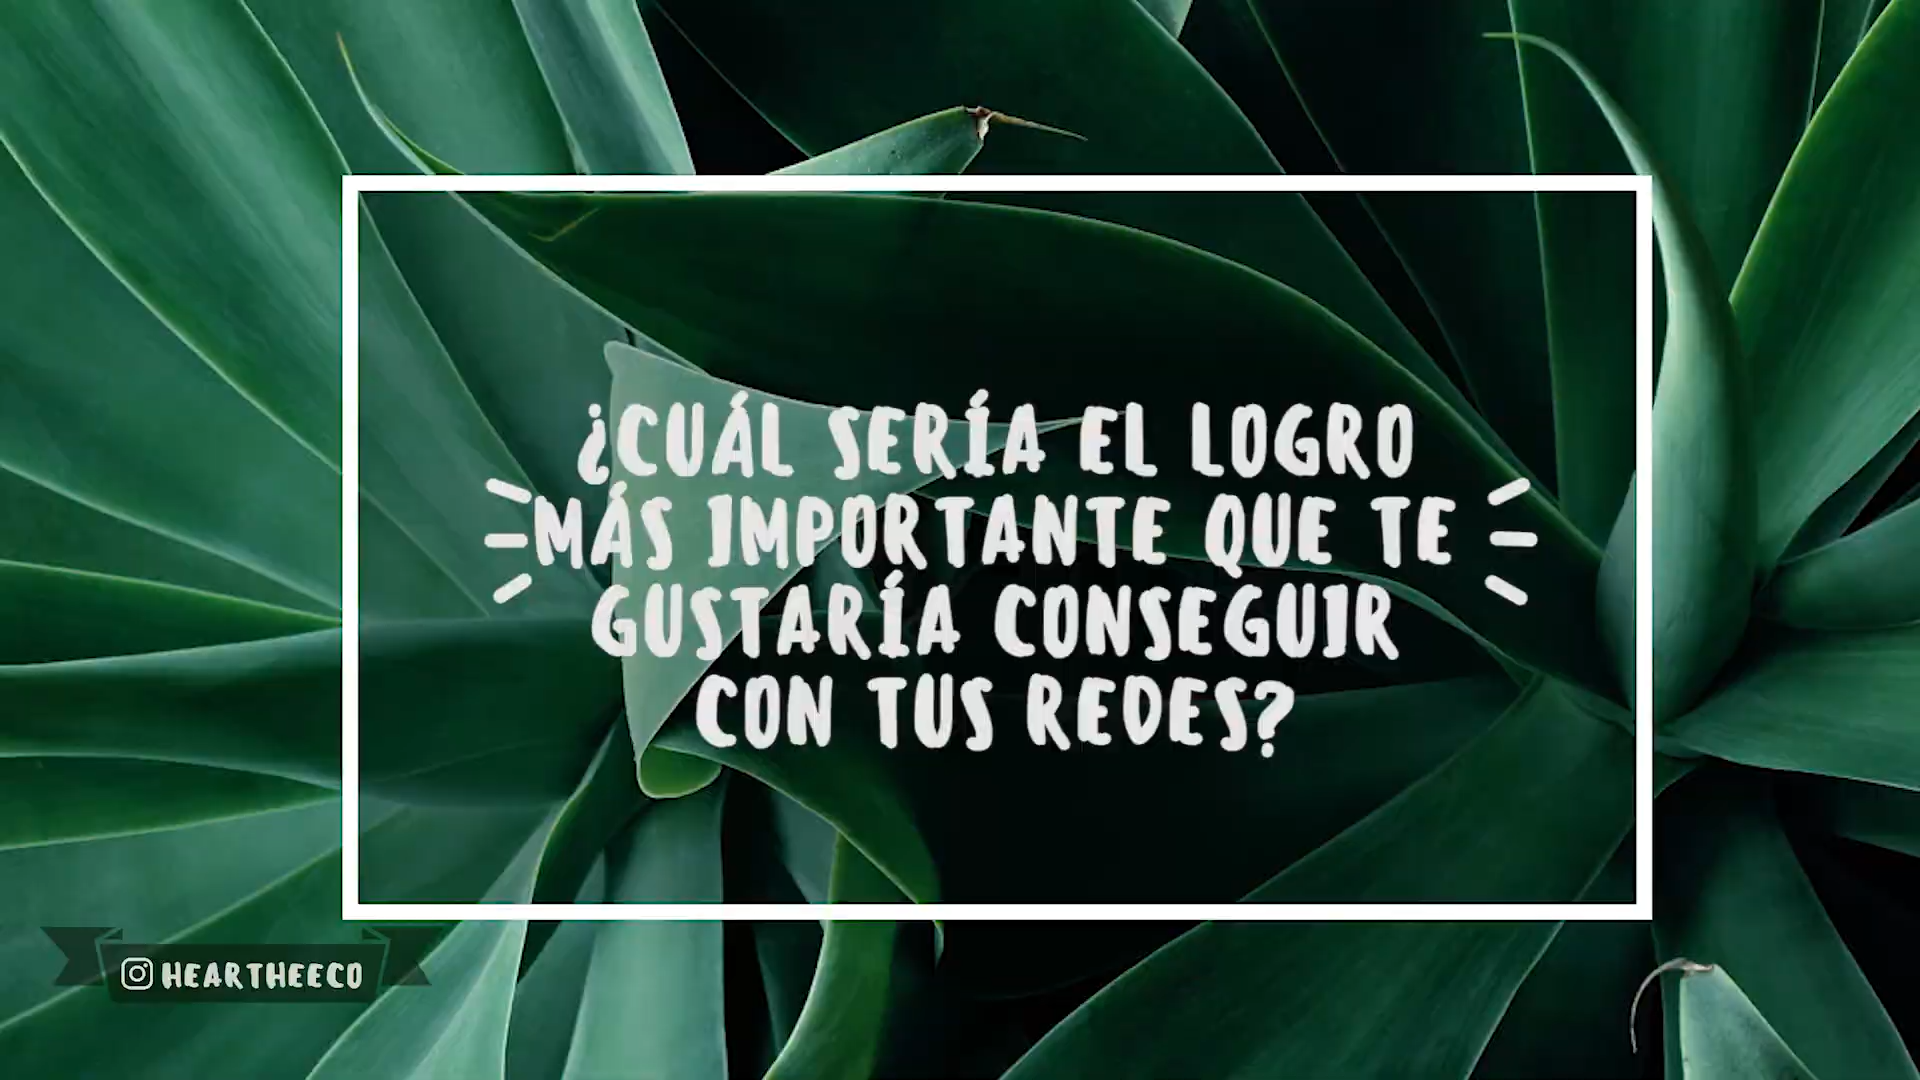 ¿CUÁL SERÍA EL LOGRO
MÁS IMPORTANTE QUE TE
GUSTARÍA CONSEGUIR
CON TUS REDES?
HEARTHEECO